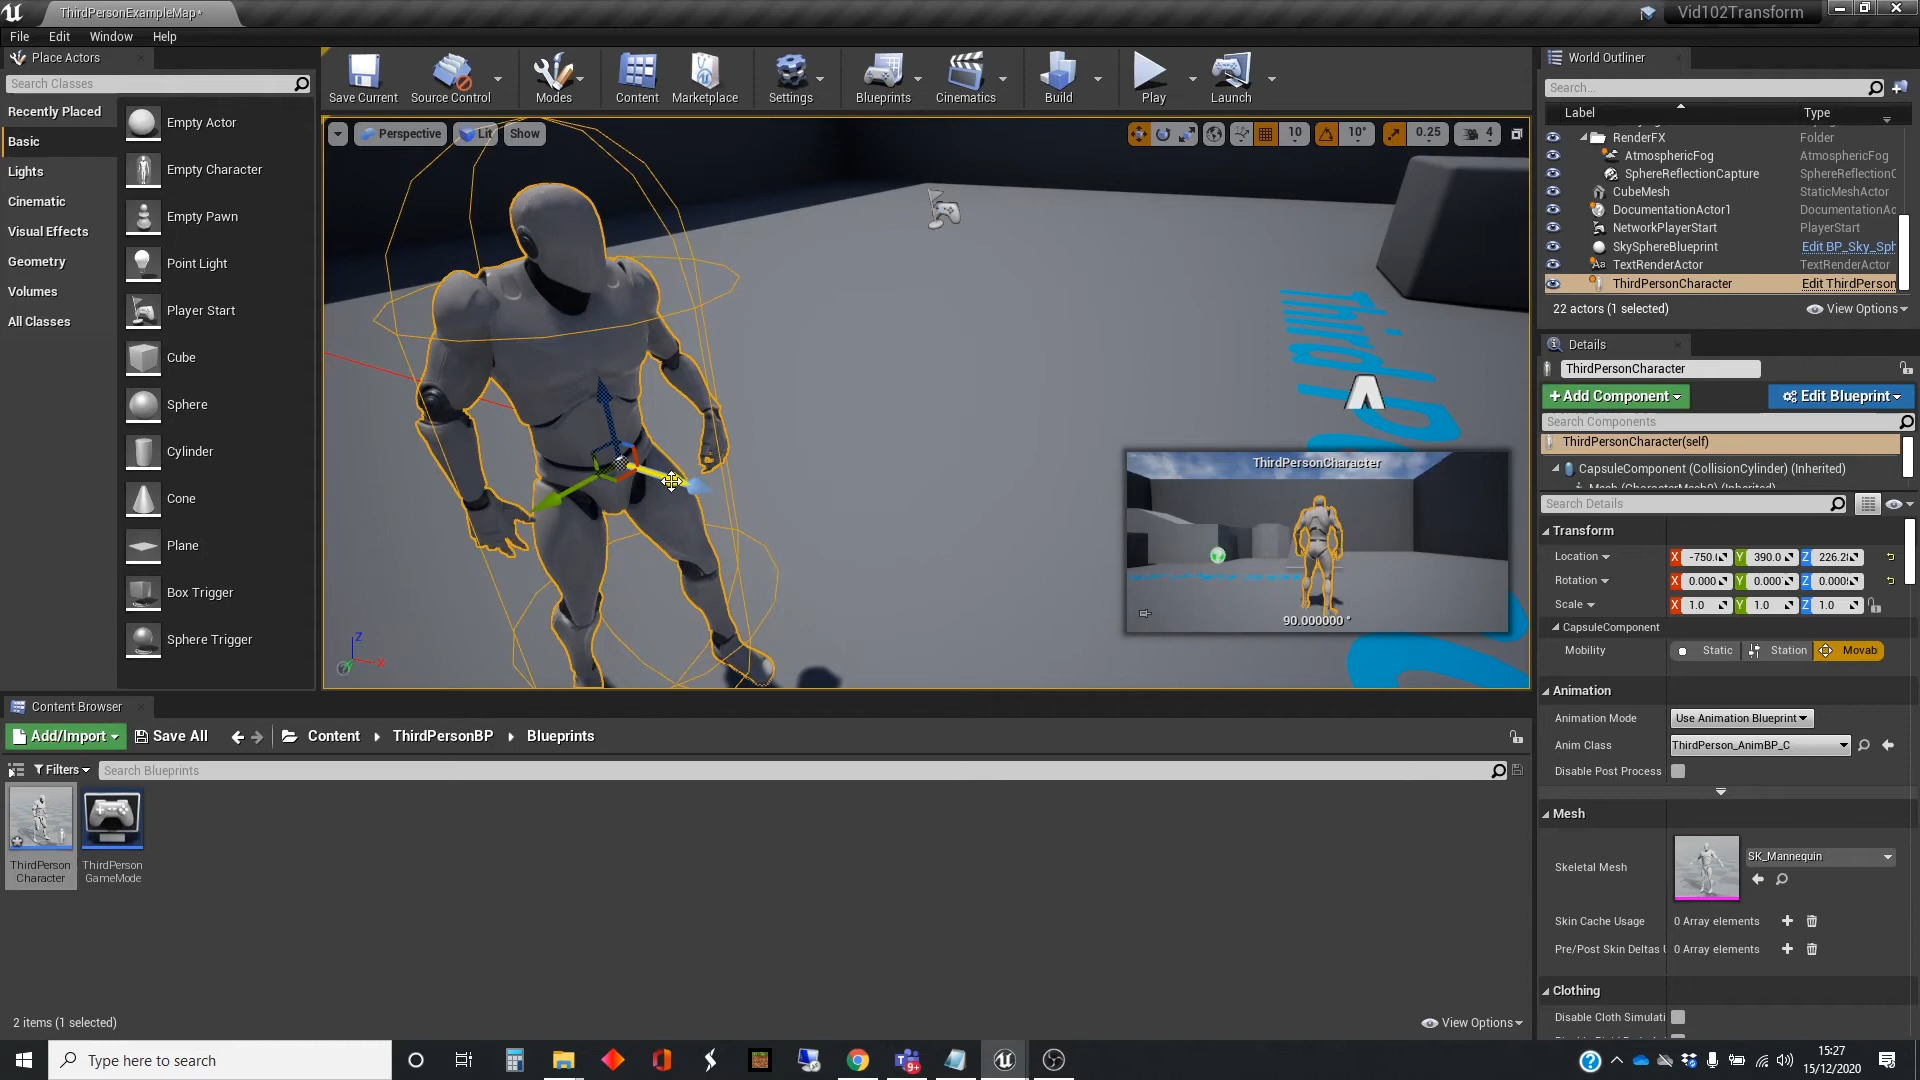 ThirdPersonExampleMap*
Vid102Transform
File Edit Window Help
Place Actors
Search Classes
Recently Placed
Basic
Lights
Cinematic
Visual Effects
Geometry
Volumes
All Classes
Empty Actor
Empty Character
Empty Pawn
Point Light
Player Start
Cube
Sphere
Cylinder
Cone
Plane
Box Trigger
Sphere Trigger
Save Current
Source Control
Modes
Content
Marketplace
Settings
Blueprints
Cinematics
Build
Play
Launch
Perspective Lit Show
10 10° 0.25 4
ThirdPersonCharacter
90.000000 °
Z
X
World Outliner
Search...
Label Type
RenderFX Folder
AtmosphericFog AtmosphericFog
SphereReflectionCapture SphereReflectionC
CubeMesh StaticMeshActor
DocumentationActor1 DocumentationAc
NetworkPlayerStart PlayerStart
SkySphereBlueprint Edit BP_Sky_Sph
TextRenderActor TextRenderActor
ThirdPersonCharacter Edit ThirdPerson
22 actors (1 selected) View Options
Details
ThirdPersonCharacter
+Add Component Edit Blueprint
Search Components
ThirdPersonCharacter(self)
CapsuleComponent (CollisionCylinder) (Inherited)
Mesh (CharacterMesh0) (Inherited)
Search Details
Transform
Location X -750.0 Y 390.0 Z 226.28
Rotation X 0.000 Y 0.000 Z 0.000
Scale X 1.0 Y 1.0 Z 1.0
CapsuleComponent
Mobility Static Station Movab
Animation
Animation Mode Use Animation Blueprint
Anim Class ThirdPerson_AnimBP_C
Disable Post Process
Mesh
Skeletal Mesh SK_Mannequin
Skin Cache Usage 0 Array elements
Pre/Post Skin Deltas U 0 Array elements
Clothing
Disable Cloth Simulati
Content Browser
Add/Import Save All Content ThirdPersonBP Blueprints
Filters Search Blueprints
ThirdPerson
Character
ThirdPerson
GameMode
2 items (1 selected) View Options
Type here to search
9+
15:27
15/12/2020